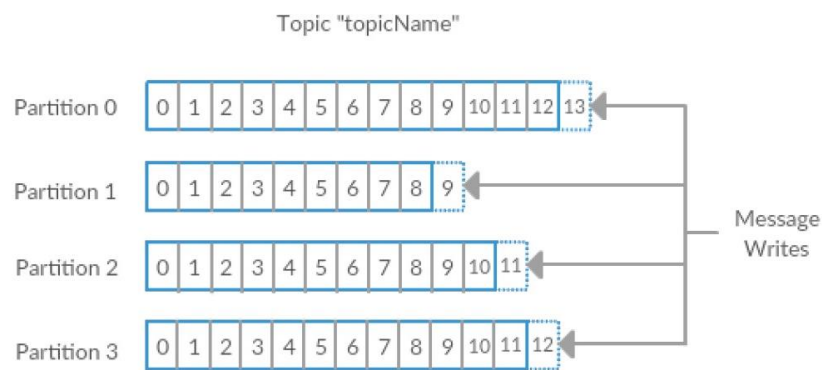 Topic "topicName"
Partition 0 0 1 2 3 4 5 6 7 8 9 10 11 12 13
Partition 1 0 1 2 3 4 5 6 7 8 9
Partition 2 0 1 2 3 4 5 6 7 8 9 10 11
Partition 3 0 1 2 3 4 5 6 7 8 9 10 11 12
Message
Writes